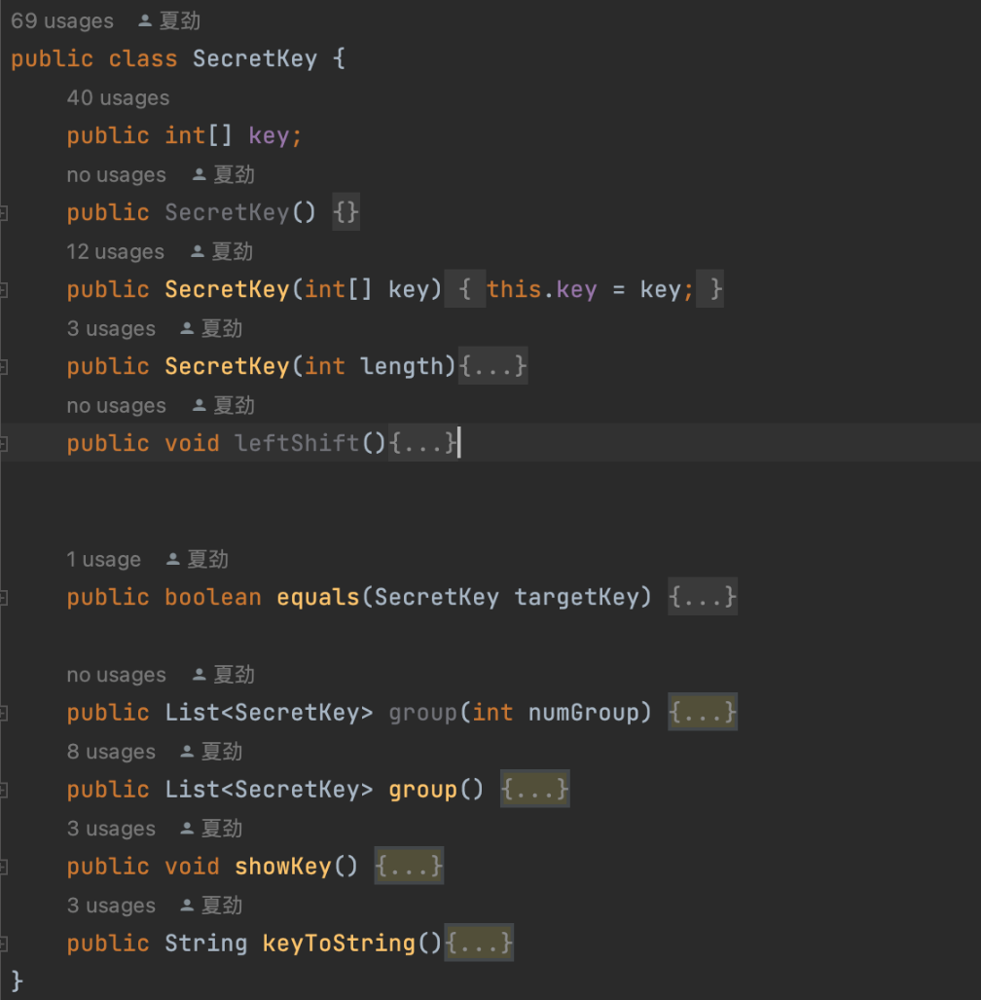 69 usages 夏劲
public class SecretKey {
40 usages
public int[] key;
no usages 夏劲
public SecretKey() {}
12 usages 夏劲
public SecretKey(int[] key) { this.key = key; }
3 usages 夏劲
public SecretKey(int length){...}
no usages 夏劲
public void leftShift(){...}
1 usage 夏劲
public boolean equals(SecretKey targetKey) {...}
no usages 夏劲
public List<SecretKey> group(int numGroup) {...}
8 usages 夏劲
public List<SecretKey> group() {...}
3 usages 夏劲
public void showKey() {...}
3 usages 夏劲
public String keyToString(){...}
}